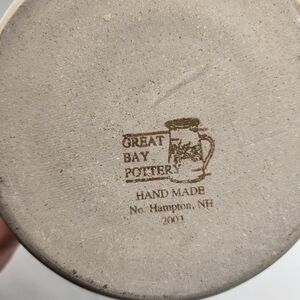 GREAT
BAY
POTTERY
HAND MADE
No. Hampton, NH
2003